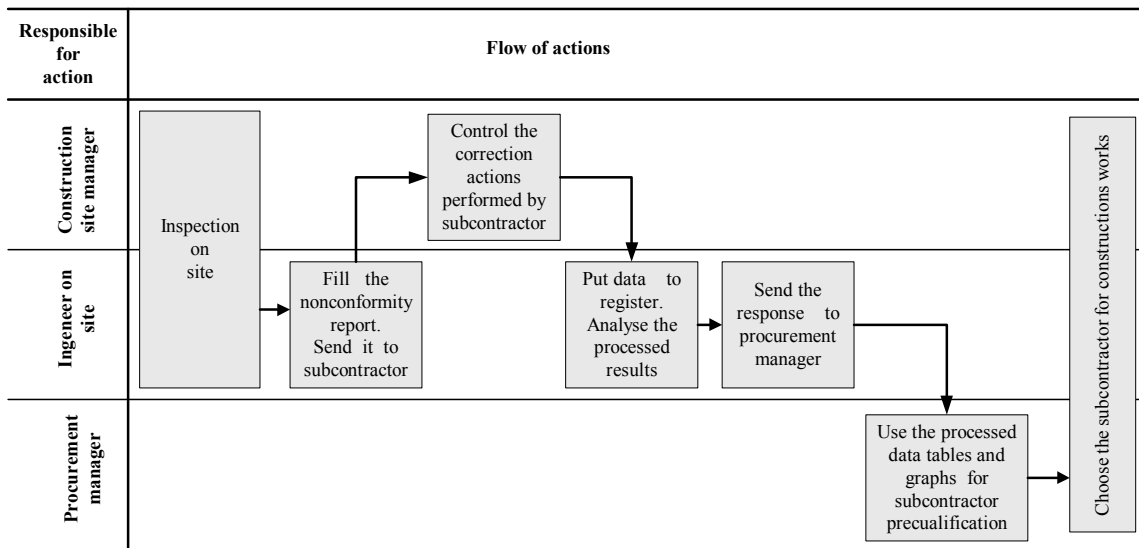 Responsible
for
action
Flow of actions
Construction
site manager
Inspection
on
site
Control the
correction
actions
performed by
subcontractor
Choose the subcontractor for constructions works
Ingeneer on
site
Fill the
nonconformity
report.
Send it to
subcontractor
Put data to
register.
Analyse the
processed
results
Send the
response to
procurement
manager
Procurement
manager
Use the processed
data tables and
graphs for
subcontractor
precualification